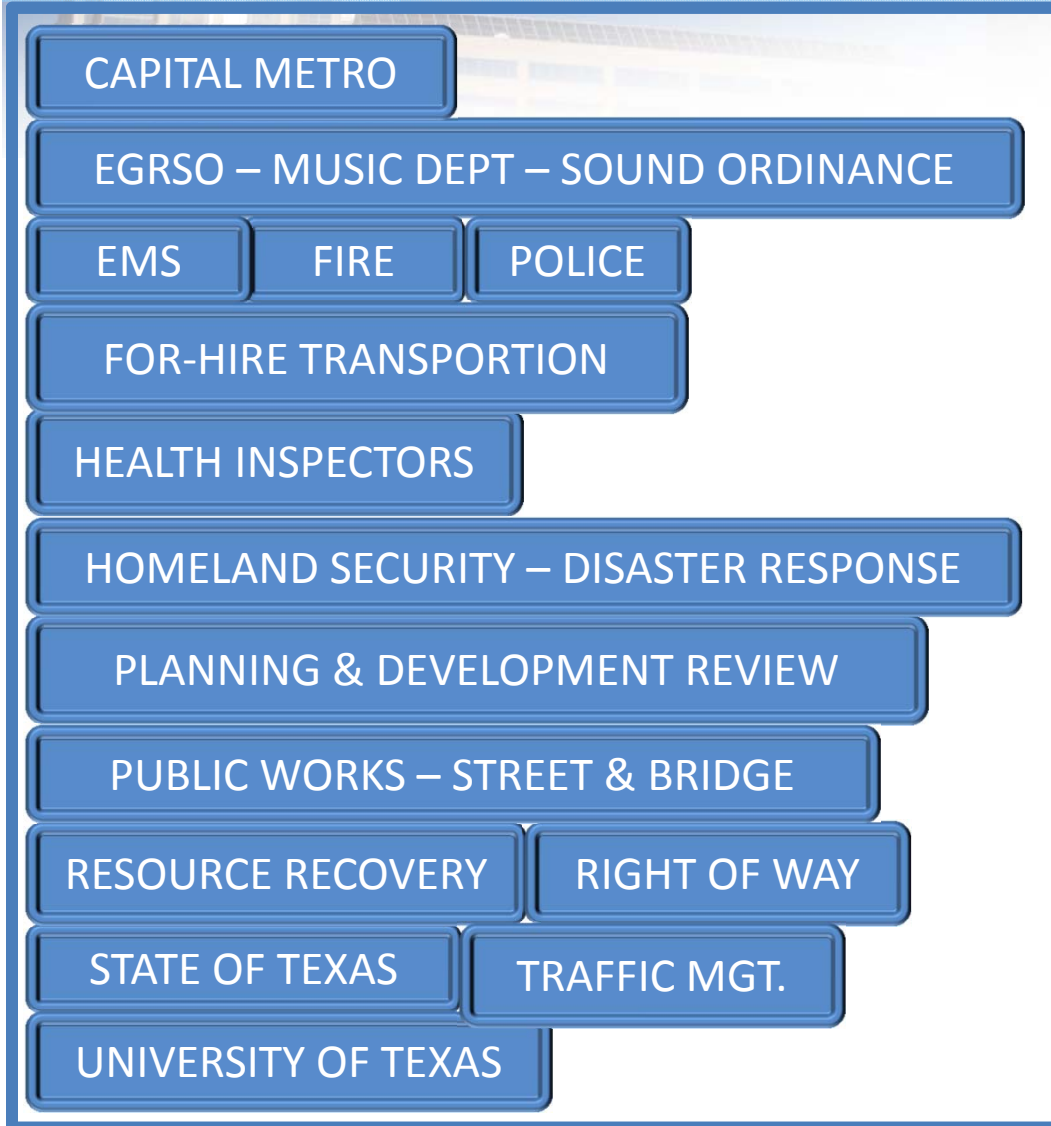 CAPITAL METRO
EGRSO – MUSIC DEPT – SOUND ORDINANCE
EMS FIRE POLICE
FOR-HIRE TRANSPORTION
HEALTH INSPECTORS
HOMELAND SECURITY – DISASTER RESPONSE
PLANNING & DEVELOPMENT REVIEW
PUBLIC WORKS – STREET & BRIDGE
RESOURCE RECOVERY RIGHT OF WAY
STATE OF TEXAS TRAFFIC MGT.
UNIVERSITY OF TEXAS